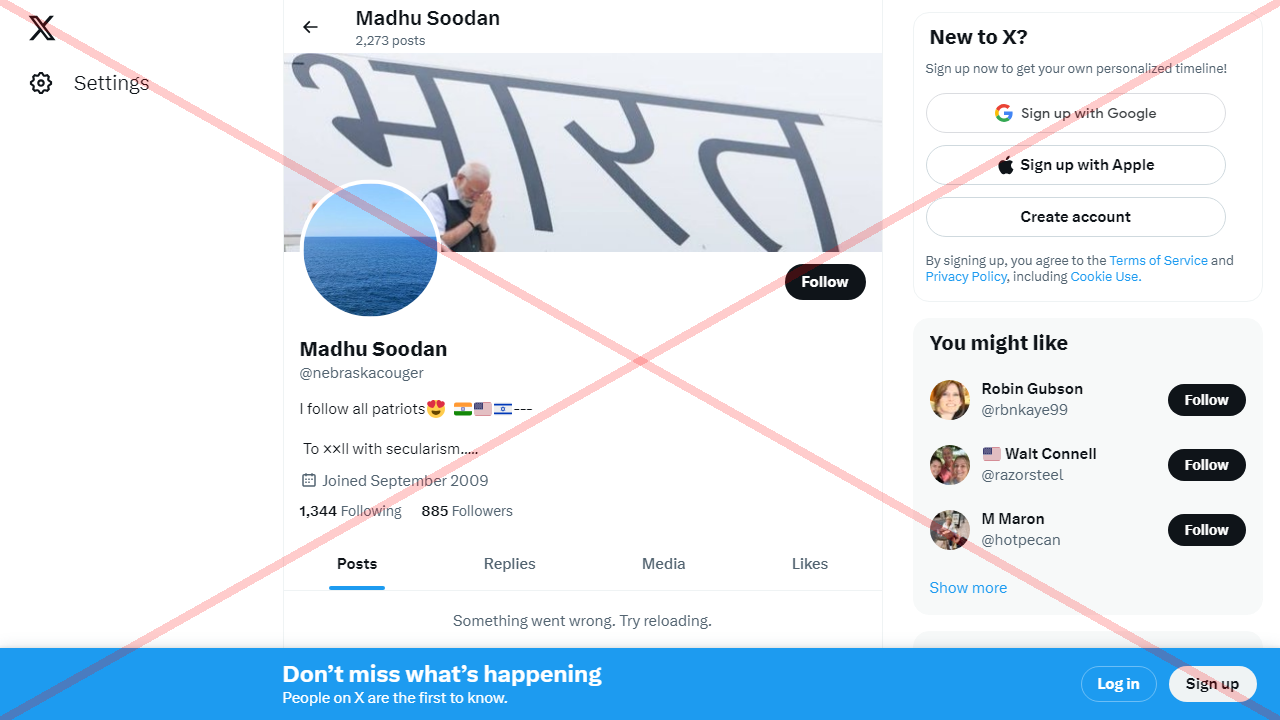 Settings
Madhu Soodan
2,273 posts
भारत
Follow
Madhu Soodan
@nebraskacouger
I follow all patriots😍 🇮🇳🇺🇸🇮🇱---
To ××ll with secularism.....
Joined September 2009
1,344 Following 885 Followers
Posts Replies Media Likes
Something went wrong. Try reloading.
New to X?
Sign up now to get your own personalized timeline!
Sign up with Google
Sign up with Apple
Create account
By signing up, you agree to the Terms of Service and
Privacy Policy, including Cookie Use.
You might like
Robin Gubson
@rbnkaye99
Follow
🇺🇸 Walt Connell
@razorsteel
Follow
M Maron
@hotpecan
Follow
Show more
Don’t miss what’s happening
People on X are the first to know.
Log in
Sign up